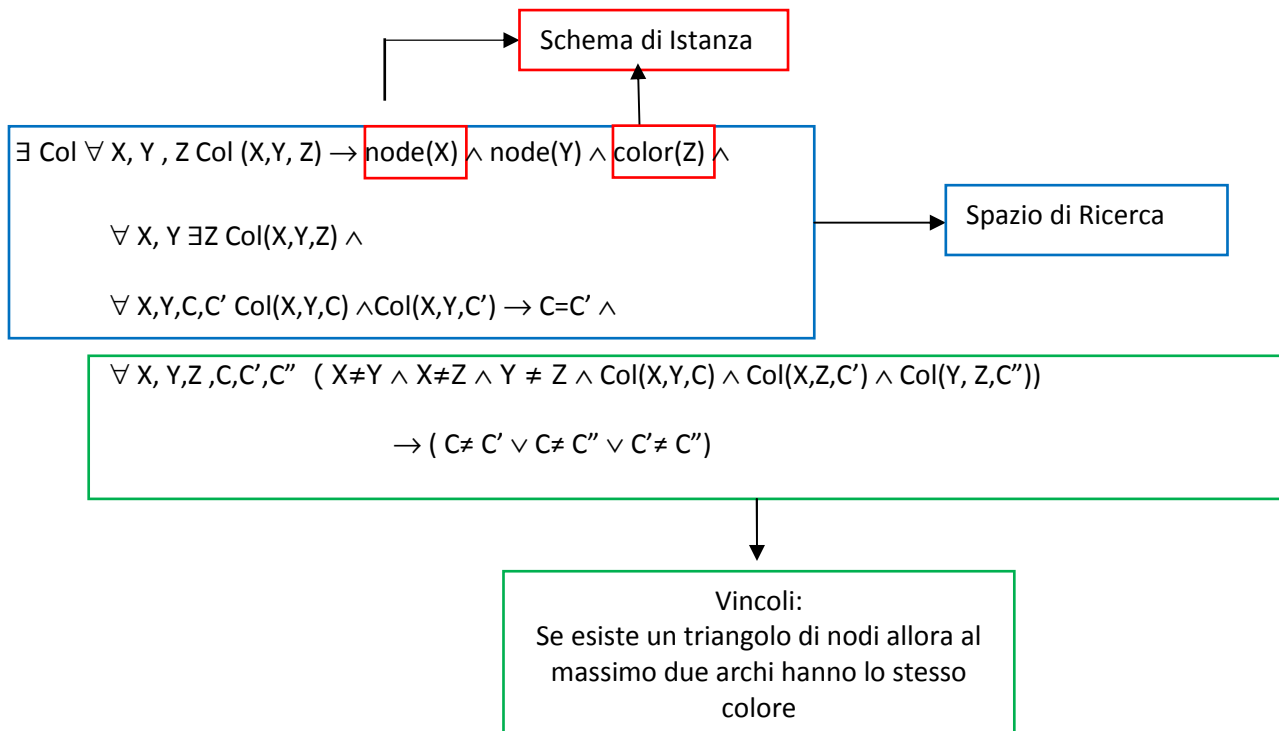 Schema di Istanza
∃ Col ∀ X, Y , Z Col (X,Y, Z) → node(X) ∧ node(Y) ∧ color(Z) ∧
∀ X, Y ∃Z Col(X,Y,Z) ∧
Spazio di Ricerca
∀ X,Y,C,C’ Col(X,Y,C) ∧Col(X,Y,C’) → C=C’ ∧
∀ X, Y,Z ,C,C’,C” ( X≠Y ∧ X≠Z ∧ Y ≠ Z ∧ Col(X,Y,C) ∧ Col(X,Z,C’) ∧ Col(Y, Z,C”))
→ ( C≠ C’ ∨ C≠ C” ∨ C’≠ C”)
Vincoli:
Se esiste un triangolo di nodi allora al
massimo due archi hanno lo stesso
colore